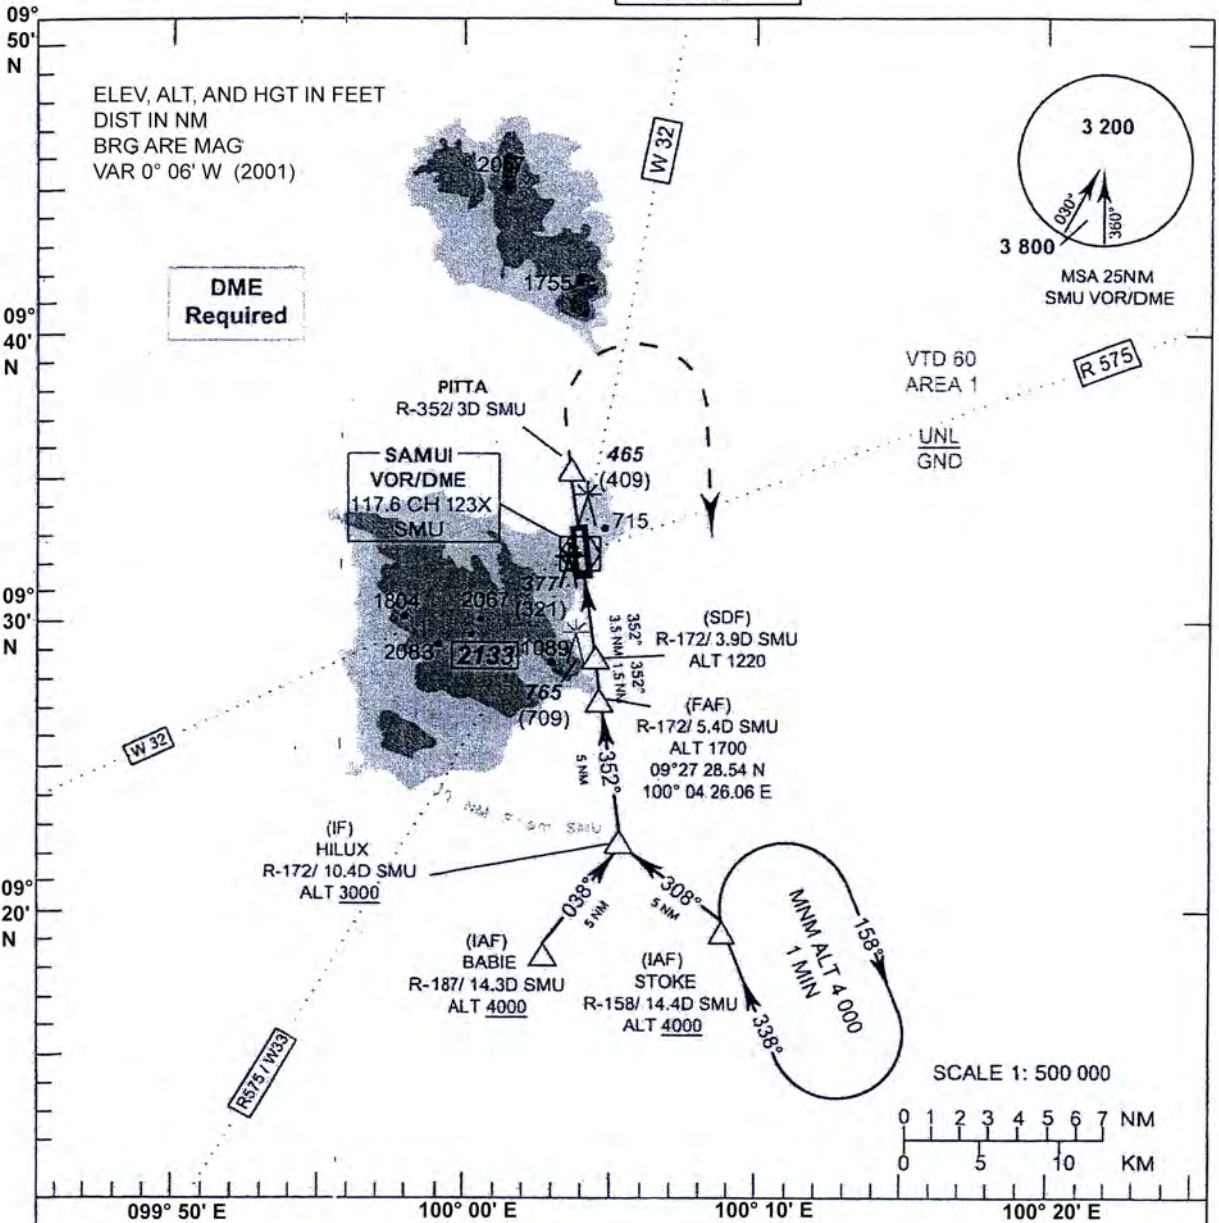 09°
50'
N
ELEV, ALT, AND HGT IN FEET
DIST IN NM
BRG ARE MAG
VAR 0° 06' W (2001)
W 32
3 200
030°
360°
3 800
MSA 25NM
SMU VOR/DME
DME
Required
2067
1755
09°
40'
N
VTD 60
AREA 1
UNL
GND
R 575
PITTA
R-352/ 3D SMU
465
(409)
SAMUI
VOR/DME
117.6 CH 123X
SMU
715
377
(321)
09°
30'
N
1804
2067
2083
2133
1089
765
(709)
352°
3.5 NM
352°
1.5 NM
(SDF)
R-172/ 3.9D SMU
ALT 1220
(FAF)
R-172/ 5.4D SMU
ALT 1700
09°27 28.54 N
100° 04 26.06 E
W 32
352°
5 NM
NM from SMU
(IF)
HILUX
R-172/ 10.4D SMU
ALT 3000
09°
20'
N
038°
5 NM
308°
5 NM
(IAF)
BABIE
R-187/ 14.3D SMU
ALT 4000
(IAF)
STOKE
R-158/ 14.4D SMU
ALT 4000
MNM ALT 4 000
1 MIN
158°
338°
R575 / W33
SCALE 1: 500 000
0 1 2 3 4 5 6 7 NM
0 5 10 KM
099° 50' E
100° 00' E
100° 10' E
100° 20' E